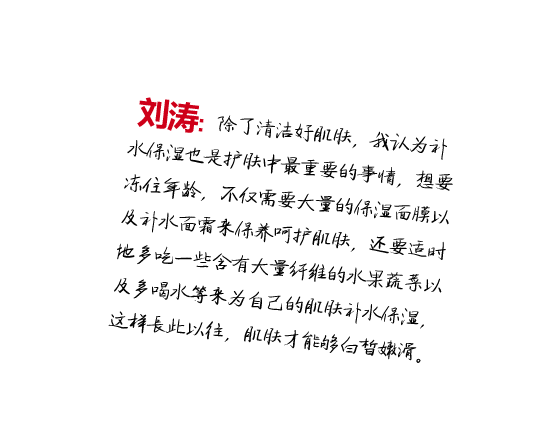 刘涛: 除了清洁好肌肤，我认为补
水保湿也是护肤中最重要的事情，想要
冻住年龄，不仅需要大量的保湿面膜以
及补水面霜来保养呵护肌肤，还要适时
地多吃一些含有大量纤维的水果蔬菜以
及多喝水等来为自己的肌肤补水保湿，
这样长此以往，肌肤才能够白皙嫩滑。